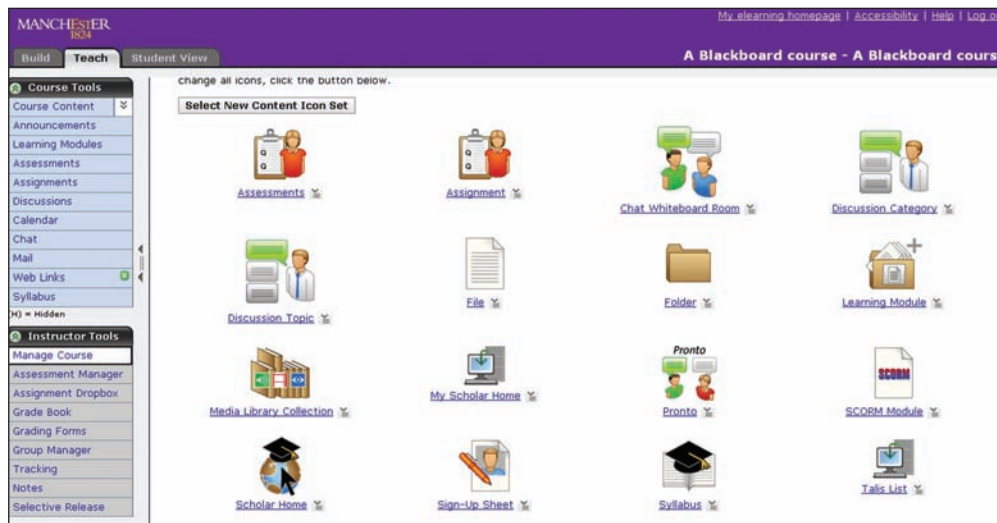 MANCHESTER
1824
My elearning homepage | Accessibility | Help | Log o
Build Teach Student View
A Blackboard course - A Blackboard cours
Course Tools
Course Content
Announcements
Learning Modules
Assessments
Assignments
Discussions
Calendar
Chat
Mail
Web Links
Syllabus
(H) = Hidden
Instructor Tools
Manage Course
Assessment Manager
Assignment Dropbox
Grade Book
Grading Forms
Group Manager
Tracking
Notes
Selective Release
change all icons, click the button below.
Select New Content Icon Set
Assessments
Assignment
Chat Whiteboard Room
Discussion Category
Discussion Topic
File
Folder
Learning Module
Media Library Collection
My Scholar Home
Pronto
Pronto
SCORM
SCORM Module
Scholar Home
Sign-Up Sheet
Syllabus
Talis List